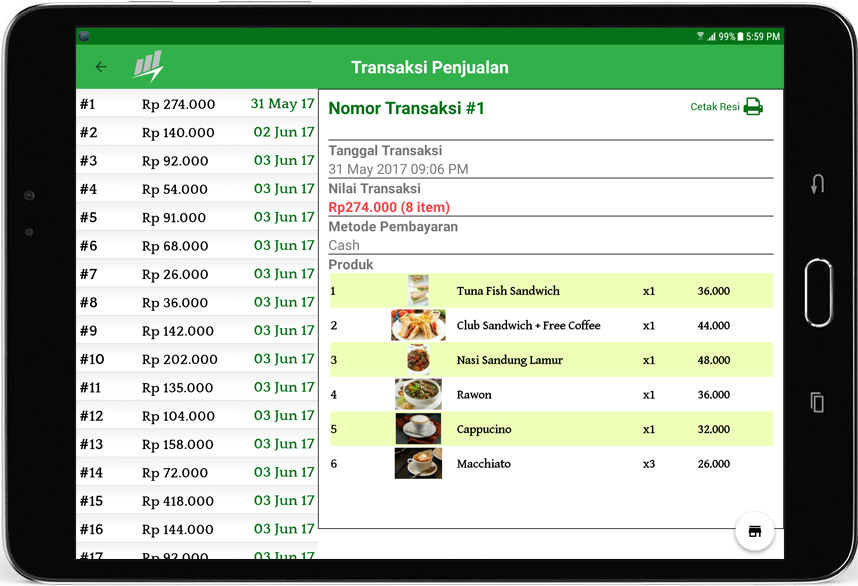 99% 5:59 PM
Transaksi Penjualan
#1 Rp 274.000 31 May 17
#2 Rp 140.000 02 Jun 17
#3 Rp 92.000 03 Jun 17
#4 Rp 54.000 03 Jun 17
#5 Rp 91.000 03 Jun 17
#6 Rp 68.000 03 Jun 17
#7 Rp 26.000 03 Jun 17
#8 Rp 36.000 03 Jun 17
#9 Rp 142.000 03 Jun 17
#10 Rp 202.000 03 Jun 17
#11 Rp 135.000 03 Jun 17
#12 Rp 104.000 03 Jun 17
#13 Rp 158.000 03 Jun 17
#14 Rp 72.000 03 Jun 17
#15 Rp 418.000 03 Jun 17
#16 Rp 144.000 03 Jun 17
#17 Rp 92.000 03 Jun 17
Nomor Transaksi #1 Cetak Resi
Tanggal Transaksi
31 May 2017 09:06 PM
Nilai Transaksi
Rp274.000 (8 item)
Metode Pembayaran
Cash
Produk
1 Tuna Fish Sandwich x1 36,000
2 Club Sandwich + Free Coffee x1 44,000
3 Nasi Sandung Lamur x1 48,000
4 Rawon x1 36,000
5 Cappucino x1 32,000
6 Macchiato x3 26,000